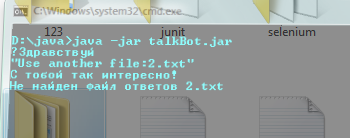 C:\Windows\system32\cmd.exe
123 talkBot selenium
D:\java>java -jar talkBot.jar
?Здравствуй
"Use another file:2.txt"
С тобой так интересно!
Не найден файл ответов 2.txt